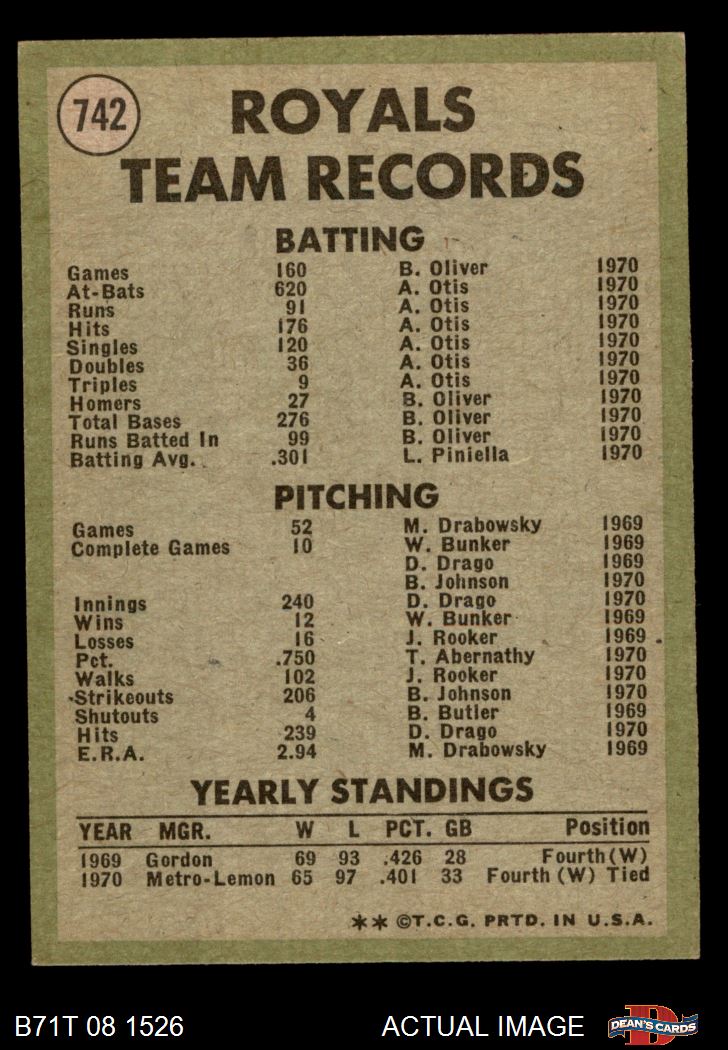 742
ROYALS
TEAM RECORDS
BATTING
Games 160 B. Oliver 1970
At-Bats 620 A. Otis 1970
Runs 91 A. Otis 1970
Hits 176 A. Otis 1970
Singles 120 A. Otis 1970
Doubles 36 A. Otis 1970
Triples 9 A. Otis 1970
Homers 27 B. Oliver 1970
Total Bases 276 B. Oliver 1970
Runs Batted In 99 B. Oliver 1970
Batting Avg. .301 L. Piniella 1970
PITCHING
Games 52 M. Drabowsky 1969
Complete Games 10 W. Bunker 1969
D. Drago 1969
B. Johnson 1970
Innings 240 D. Drago 1970
Wins 12 W. Bunker 1969
Losses 16 J. Rooker 1969
Pct. .750 T. Abernathy 1970
Walks 102 J. Rooker 1970
Strikeouts 206 B. Johnson 1970
Shutouts 4 B. Butler 1969
Hits 239 D. Drago 1970
E.R.A. 2.94 M. Drabowsky 1969
YEARLY STANDINGS
YEAR MGR. W L PCT. GB Position
1969 Gordon 69 93 .426 28 Fourth (W)
1970 Metro-Lemon 65 97 .401 33 Fourth (W) Tied
** ©T.C.G. PRTD. IN U.S.A.
B71T 08 1526 ACTUAL IMAGE DEAN'S CARDS